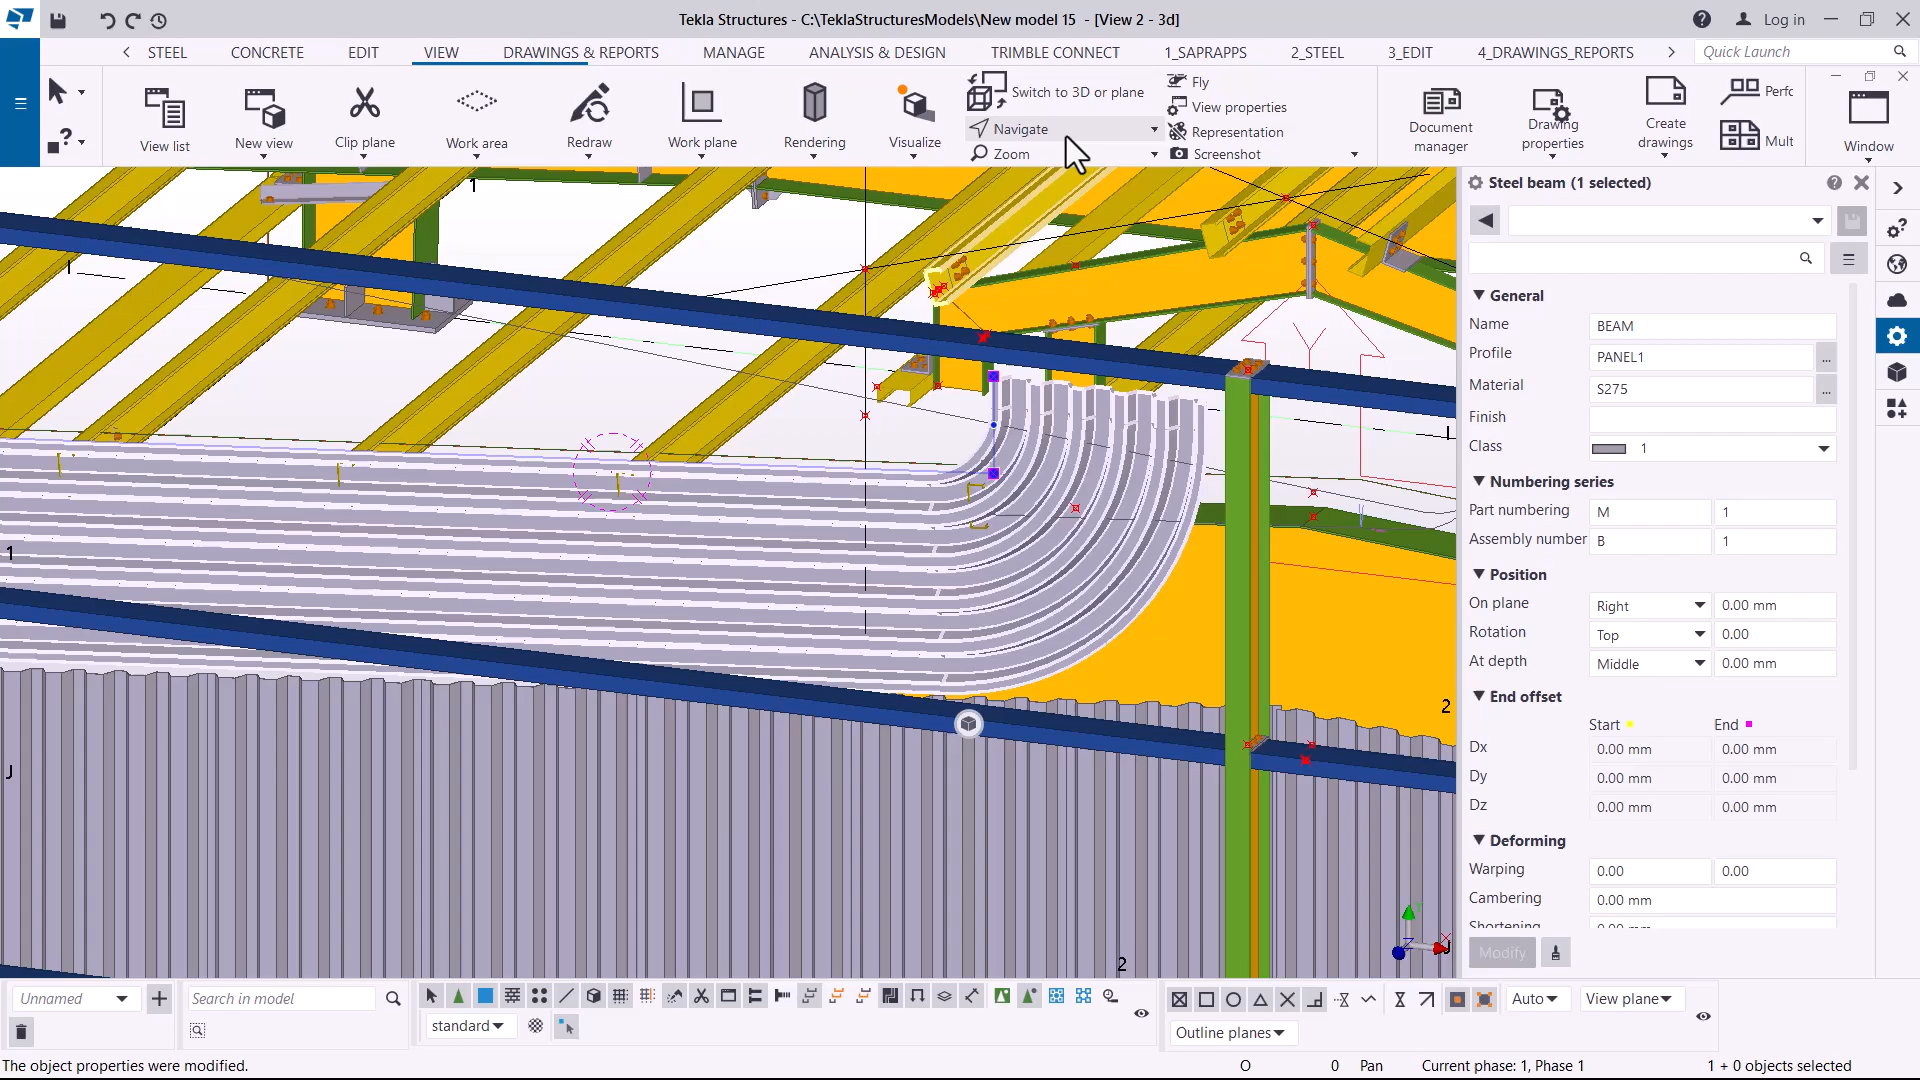 Tekla Structures - C:\TeklaStructuresModels\New model 15 - [View 2 - 3d]
Log in
STEEL CONCRETE EDIT VIEW DRAWINGS & REPORTS MANAGE ANALYSIS & DESIGN TRIMBLE CONNECT 1_SAPRAPPS 2_STEEL 3_EDIT 4_DRAWINGS_REPORTS Quick Launch
View list
New view
Clip plane
Work area
Redraw
Work plane
Rendering
Visualize
Switch to 3D or plane
Navigate
Zoom
Fly
View properties
Representation
Screenshot
Document manager
Drawing properties
Create drawings
Perfc
Mult
Window
Steel beam (1 selected)
General
Name BEAM
Profile PANEL1 ...
Material S275 ...
Finish
Class 1
Numbering series
Part numbering M 1
Assembly number B 1
Position
On plane Right 0.00 mm
Rotation Top 0.00
At depth Middle 0.00 mm
End offset
Start End
Dx 0.00 mm 0.00 mm
Dy 0.00 mm 0.00 mm
Dz 0.00 mm 0.00 mm
Deforming
Warping 0.00 0.00
Cambering 0.00 mm
Shortening 0.00 mm
Modify
1
1
J
2
2
Unnamed
Search in model
standard
Auto
View plane
Outline planes
The object properties were modified.
O 0 Pan Current phase: 1, Phase 1 1 + 0 objects selected